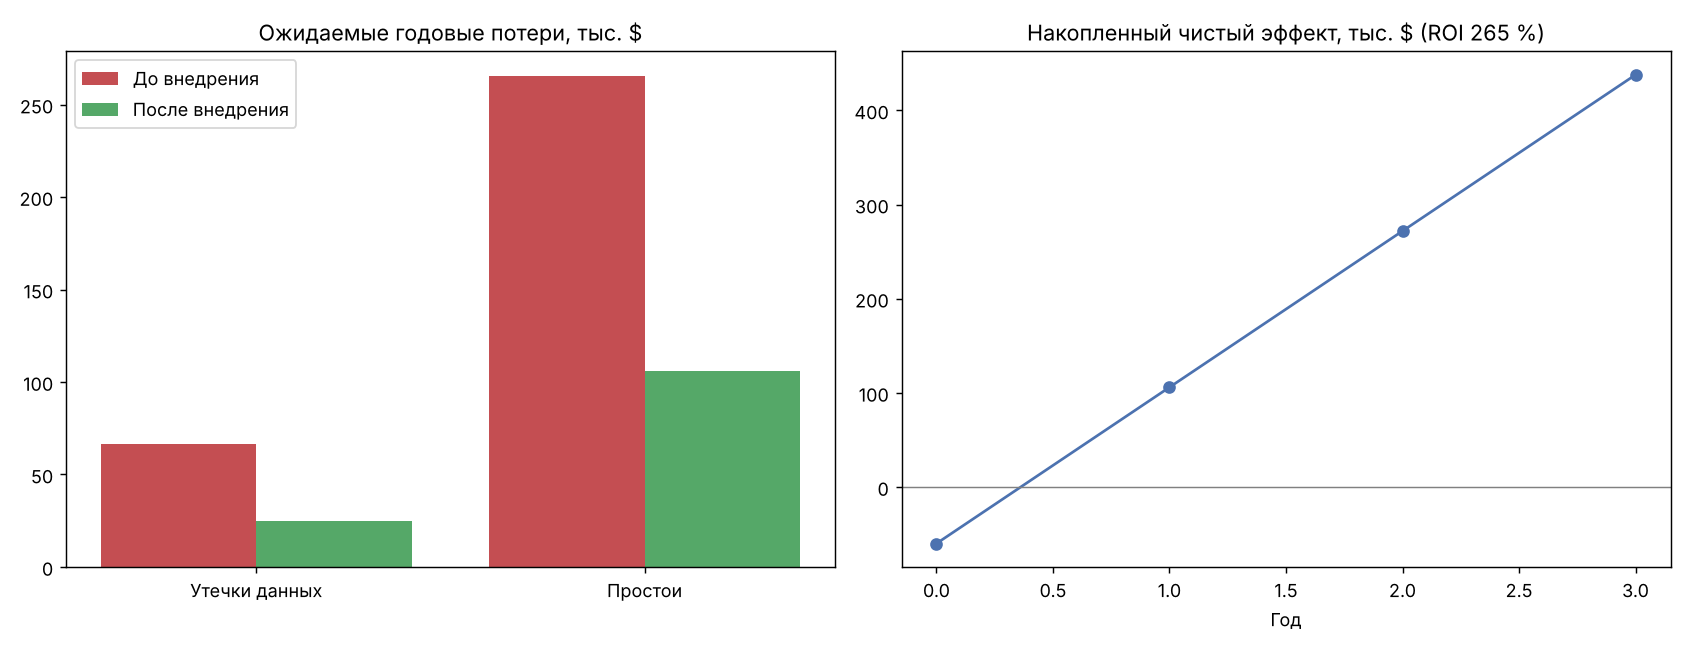 Ожидаемые годовые потери, тыс. $
До внедрения
После внедрения
250
200
150
100
50
0
Утечки данных
Простои
Накопленный чистый эффект, тыс. $ (ROI 265 %)
400
300
200
100
0
0.0 0.5 1.0 1.5 2.0 2.5 3.0
Год